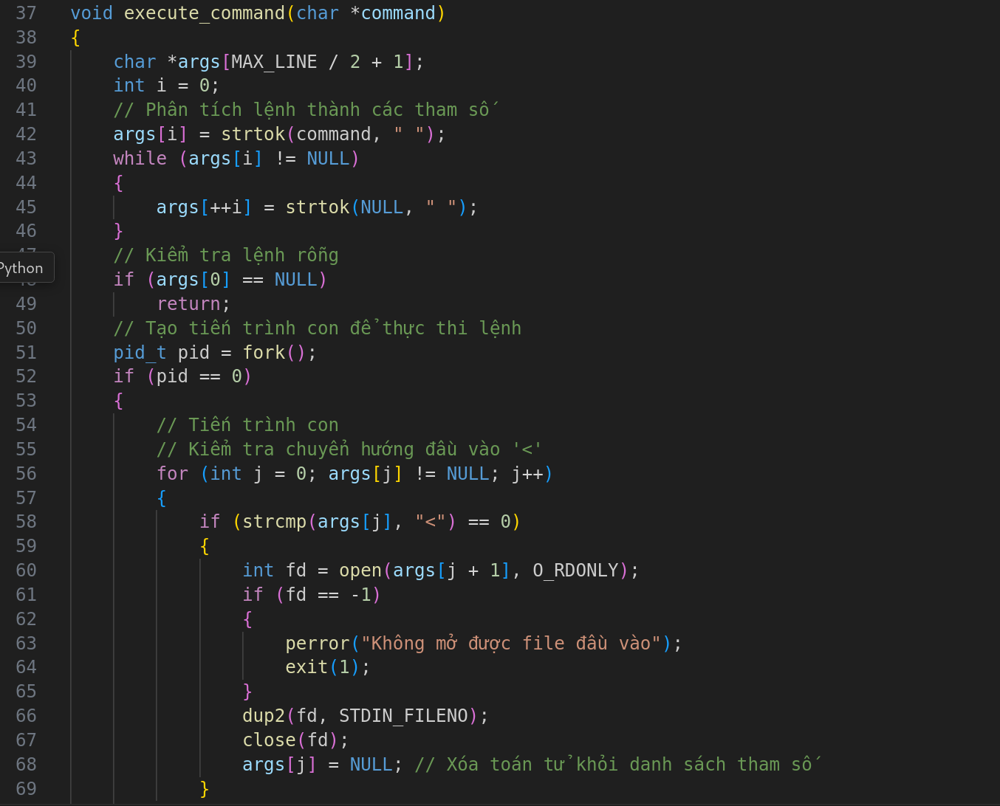 37 void execute_command(char *command)
38 {
39 char *args[MAX_LINE / 2 + 1];
40 int i = 0;
41 // Phân tích lệnh thành các tham số
42 args[i] = strtok(command, " ");
43 while (args[i] != NULL)
44 {
45 args[++i] = strtok(NULL, " ");
46 }
// Kiểm tra lệnh rỗng
Python
if (args[0] == NULL)
49 return;
50 // Tạo tiến trình con để thực thi lệnh
51 pid_t pid = fork();
52 if (pid == 0)
53 {
54 // Tiến trình con
55 // Kiểm tra chuyển hướng đầu vào '<'
56 for (int j = 0; args[j] != NULL; j++)
57 {
58 if (strcmp(args[j], "<") == 0)
59 {
60 int fd = open(args[j + 1], O_RDONLY);
61 if (fd == -1)
62 {
63 perror("Không mở được file đầu vào");
64 exit(1);
65 }
66 dup2(fd, STDIN_FILENO);
67 close(fd);
68 args[j] = NULL; // Xóa toán tử khỏi danh sách tham số
69 }